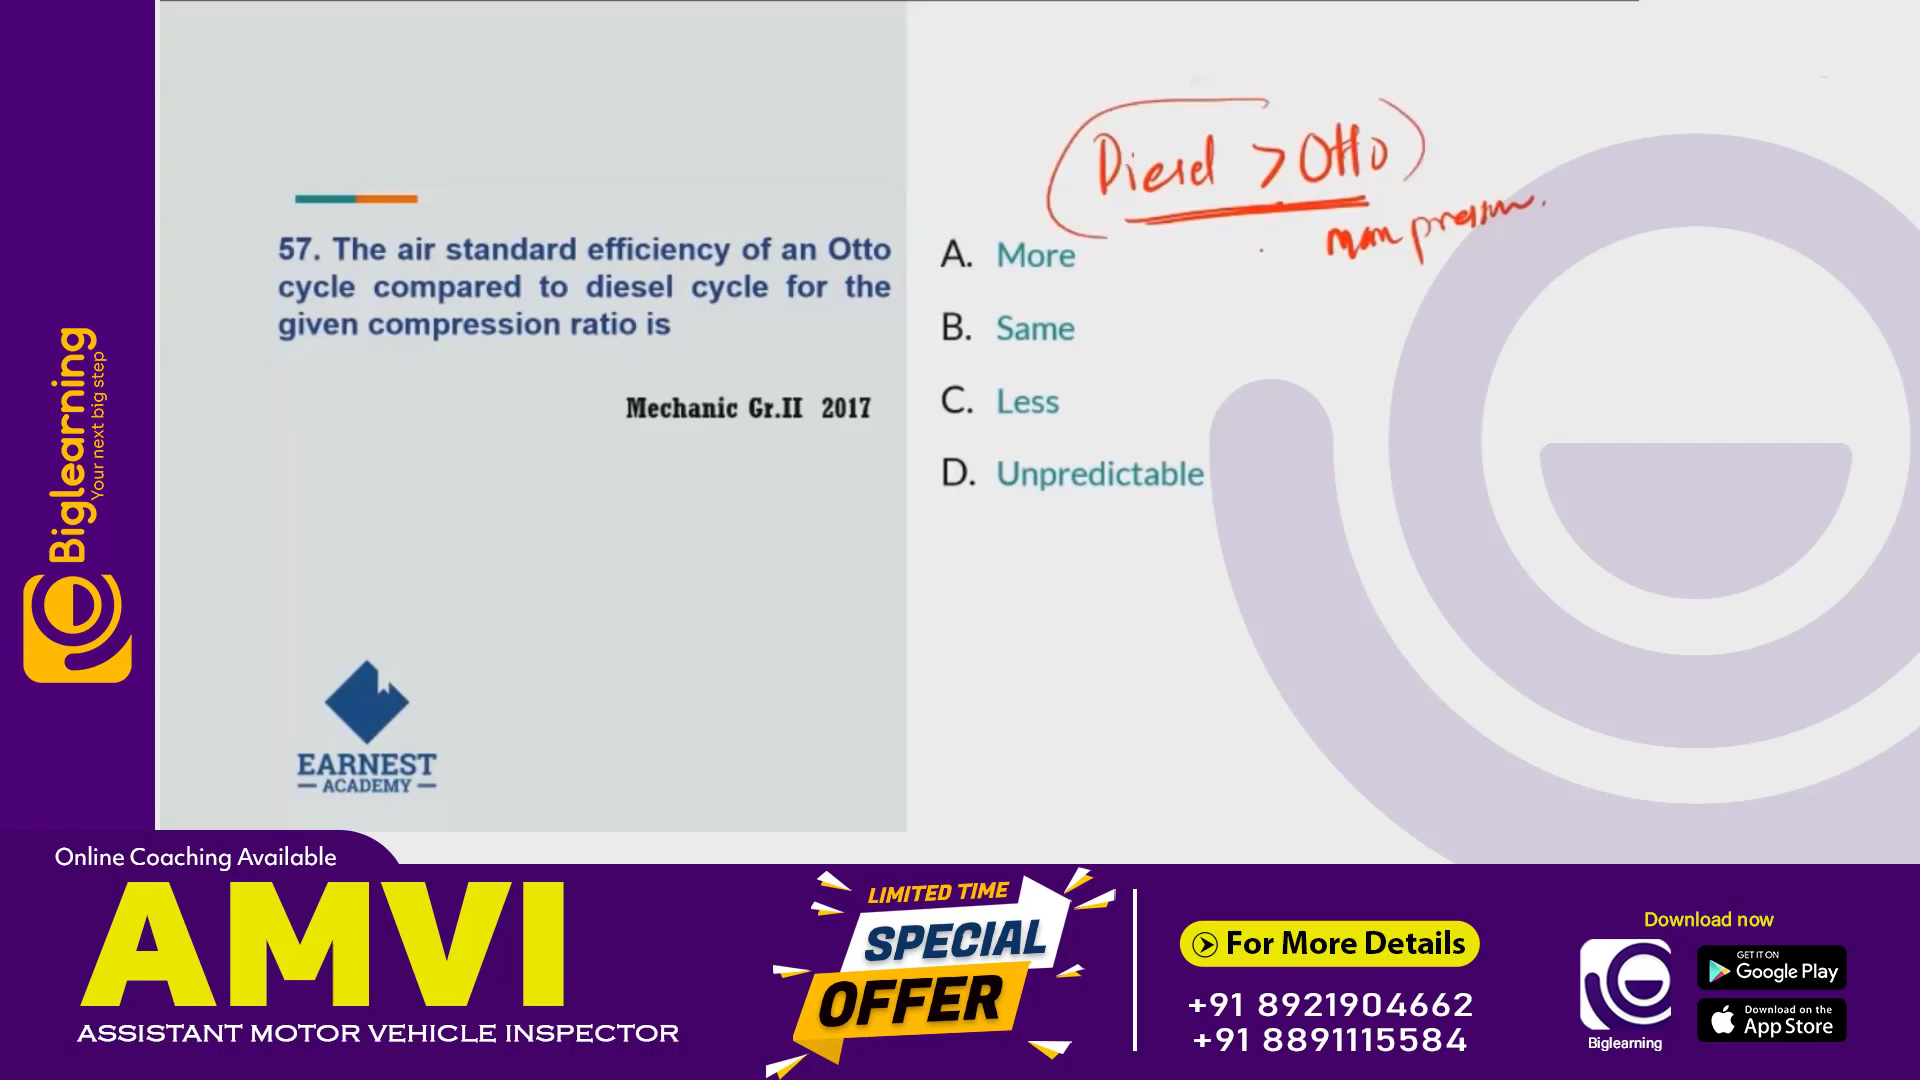 Diesel > Otto
max pressure.
57. The air standard efficiency of an Otto
cycle compared to diesel cycle for the
given compression ratio is
Mechanic Gr.II 2017
A. More
B. Same
C. Less
D. Unpredictable
EARNEST
ACADEMY
Biglearning
Your next big step
Online Coaching Available
AMVI
ASSISTANT MOTOR VEHICLE INSPECTOR
LIMITED TIME
SPECIAL
OFFER
For More Details
+91 8921904662
+91 8891115584
Download now
Biglearning
GET IT ON
Google Play
Download on the
App Store